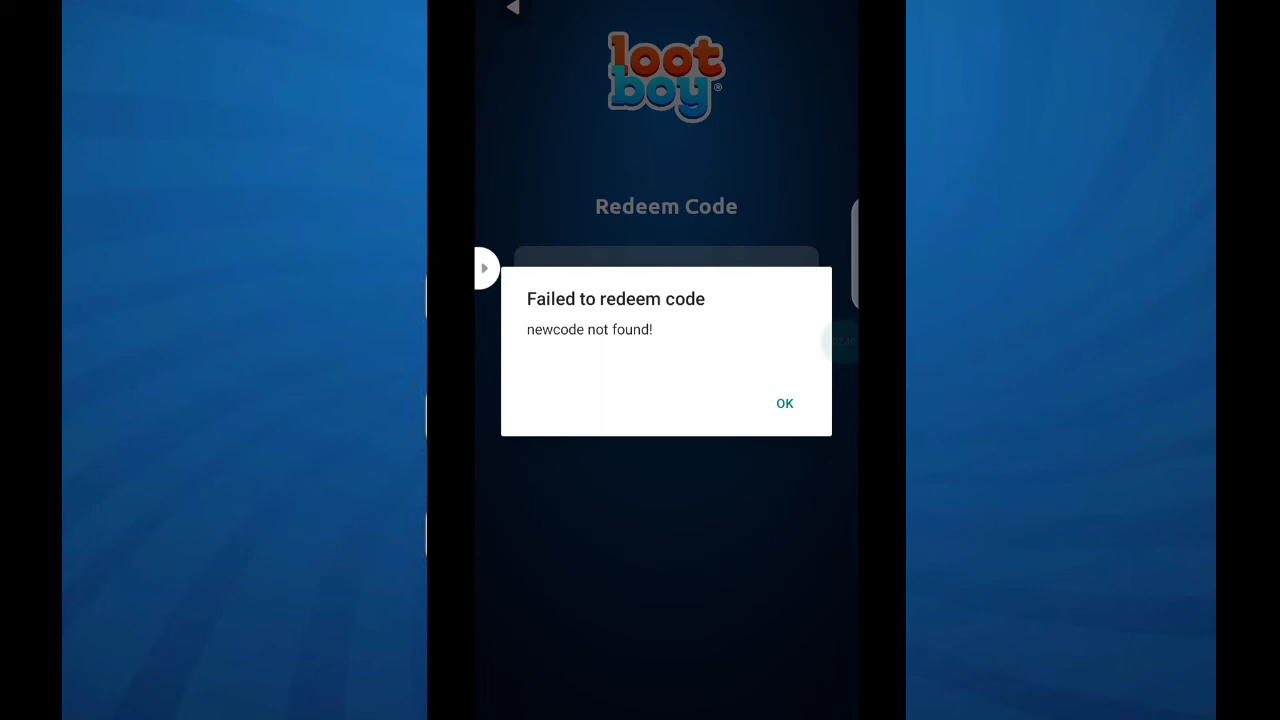 loot
boy®
Redeem Code
Failed to redeem code
newcode not found!
OK